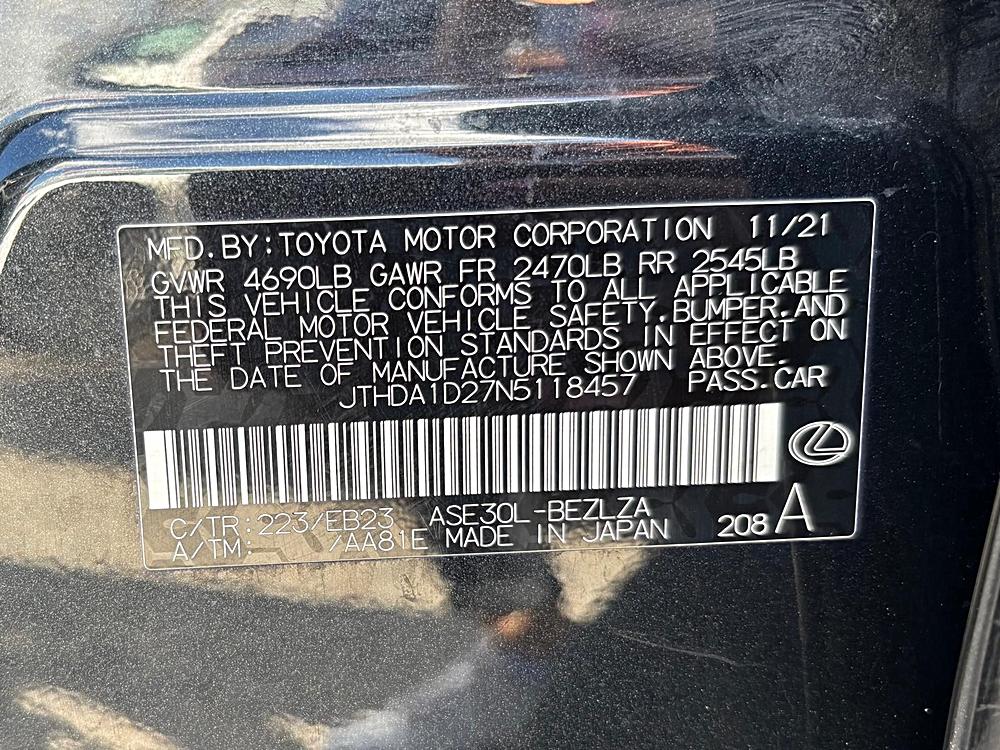 MFD. BY: TOYOTA MOTOR CORPORATION 11/21
GVWR 4690LB GAWR FR 2470LB RR 2545LB
THIS VEHICLE CONFORMS TO ALL APPLICABLE
FEDERAL MOTOR VEHICLE SAFETY. BUMPER. AND
THEFT PREVENTION STANDARDS IN EFFECT ON
THE DATE OF MANUFACTURE SHOWN ABOVE.
JTHDA1D27N5118457 PASS. CAR
C/TR: 223/EB23 ASE30L-BEZLZA
A/TM: /AA81E MADE IN JAPAN 208 A